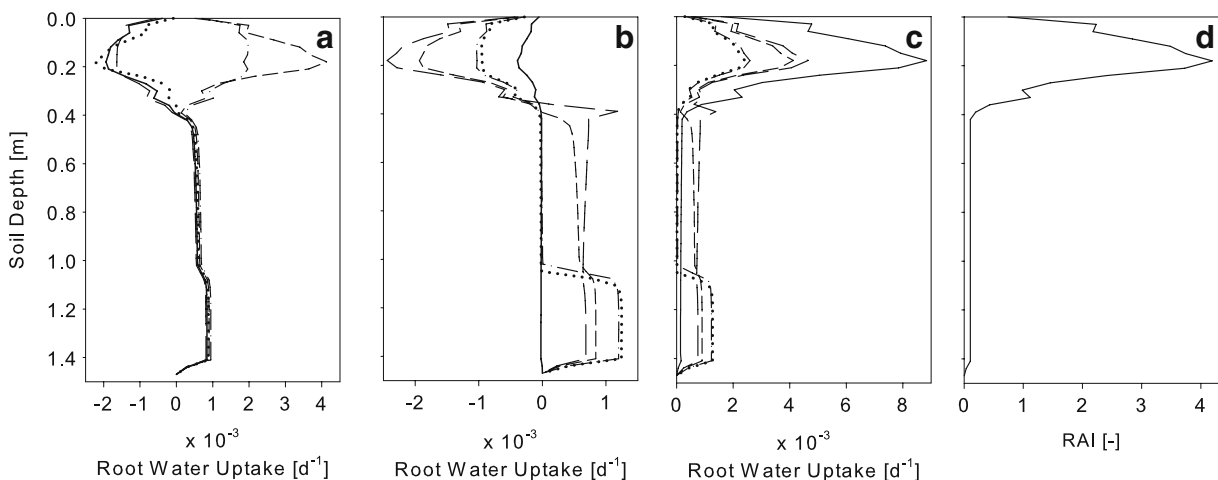 a
b
c
d
0.0
0.2
0.4
0.6
0.8
1.0
1.2
1.4
Soil Depth [m]
-2 -1 0 1 2 3 4
-2 -1 0 1
0 2 4 6 8
0 1 2 3 4
x 10⁻³
x 10⁻³
x 10⁻³
RAI [-]
Root Water Uptake [d⁻¹]
Root Water Uptake [d⁻¹]
Root Water Uptake [d⁻¹]